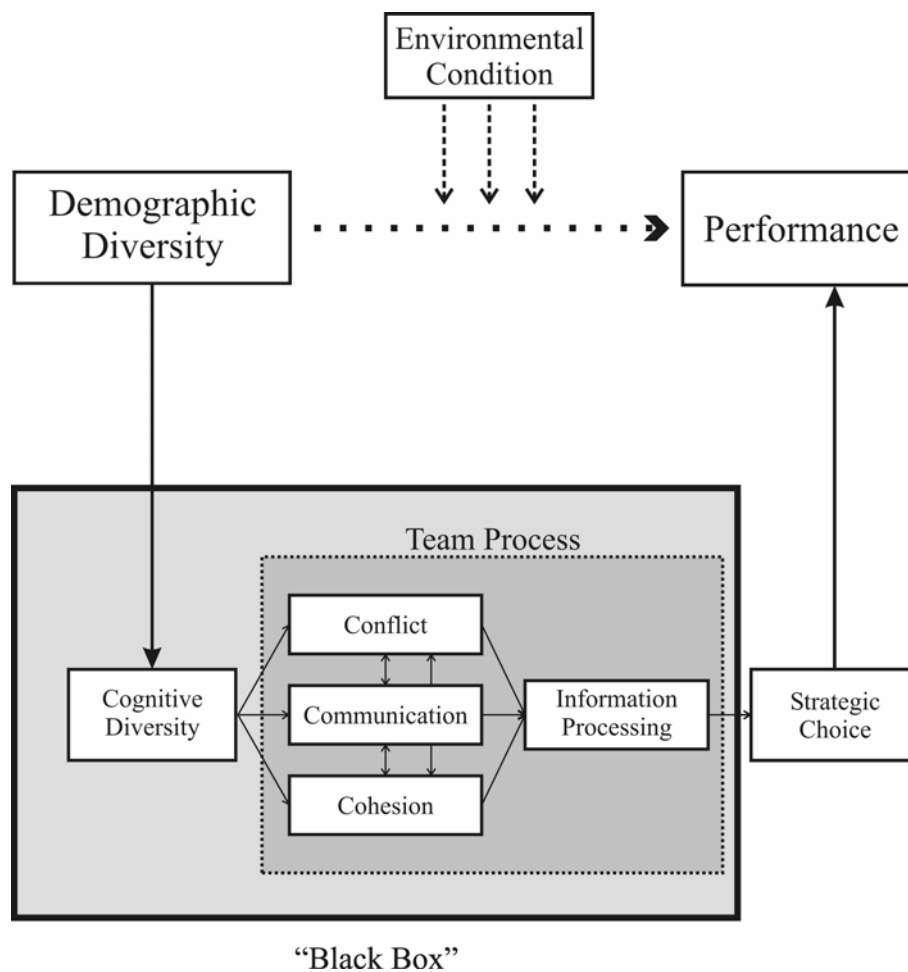 Environmental
Condition
Demographic
Diversity
Performance
Team Process
Conflict
Cognitive
Diversity
Communication
Information
Processing
Strategic
Choice
Cohesion
“Black Box”